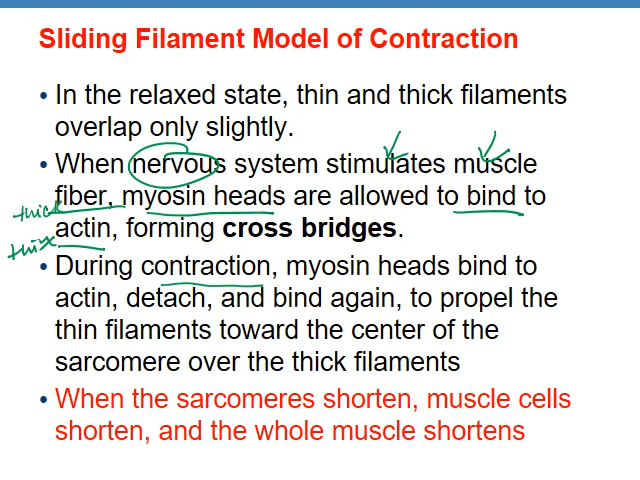 Sliding Filament Model of Contraction
• In the relaxed state, thin and thick filaments
overlap only slightly.
• When nervous system stimulates muscle
fiber, myosin heads are allowed to bind to
thick
actin, forming cross bridges.
• During contraction, myosin heads bind to
actin, detach, and bind again, to propel the
thin filaments toward the center of the
sarcomere over the thick filaments
• When the sarcomeres shorten, muscle cells
shorten, and the whole muscle shortens